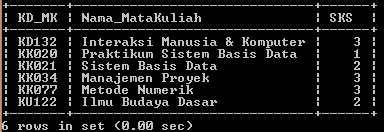 KD_MK | Nama_MataKuliah | SKS
KD132 | Interaksi Manusia & Komputer | 3
KK020 | Praktikum Sistem Basis Data | 1
KK021 | Sistem Basis Data | 2
KK034 | Manajemen Proyek | 3
KK077 | Metode Numerik | 3
KU122 | Ilmu Budaya Dasar | 2
6 rows in set (0.00 sec)